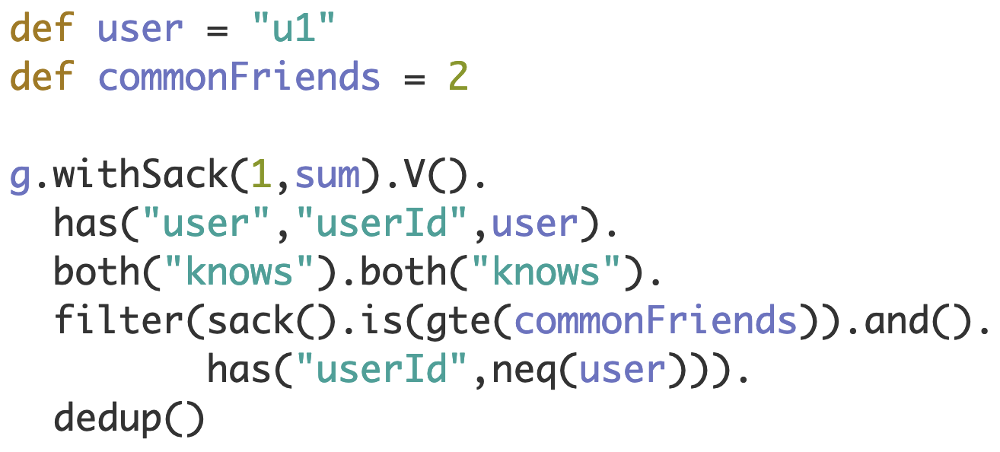 def user = "u1"
def commonFriends = 2
g.withSack(1,sum).V().
has("user","userId",user).
both("knows").both("knows").
filter(sack().is(gte(commonFriends)).and().
has("userId",neq(user))).
dedup()